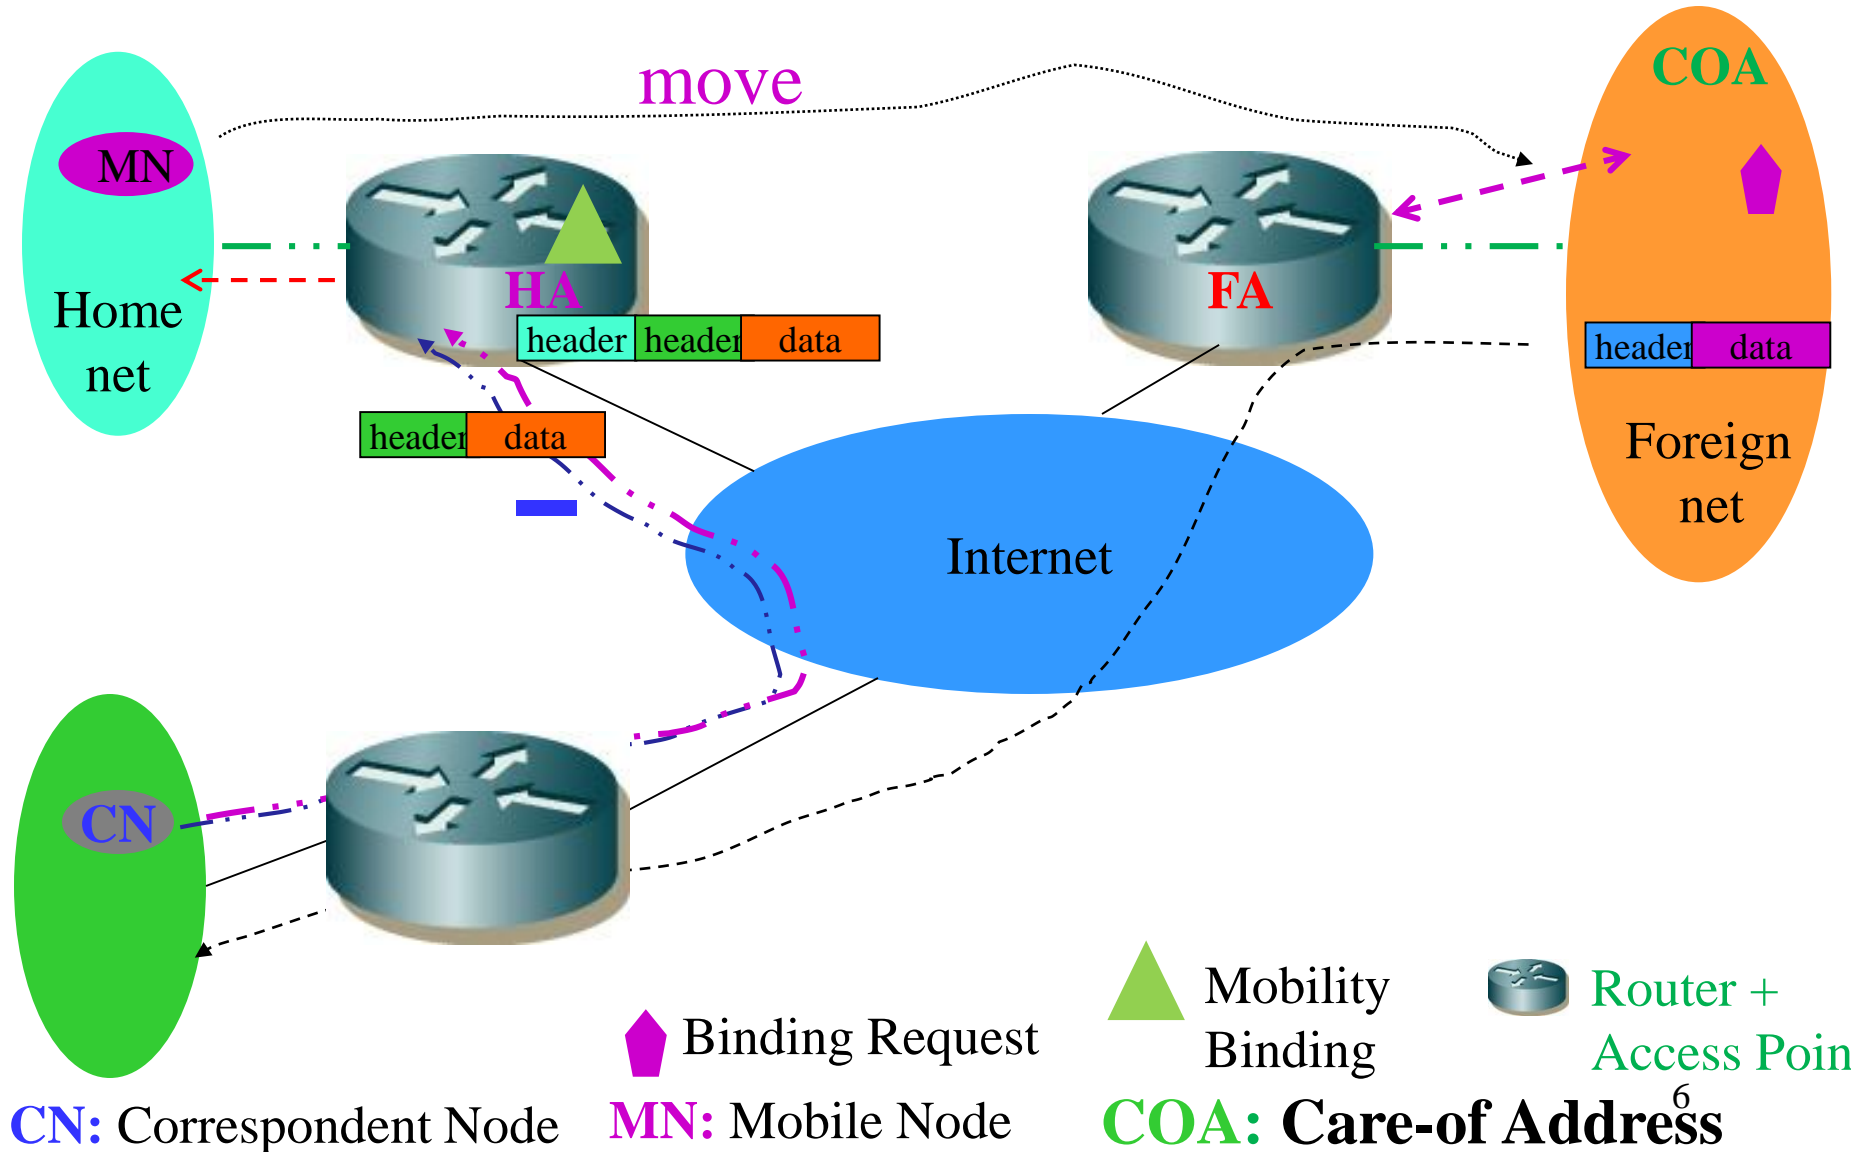 move
COA
MN
HA
FA
Home
net
header header data
header data
header data
Foreign
net
Internet
CN
Mobility
Binding
Router +
Access Poin
Binding Request
6
CN: Correspondent Node
MN: Mobile Node
COA: Care-of Address